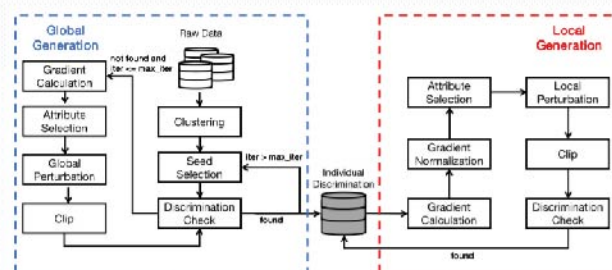 Global
Generation
Raw Data
Local
Generation
not found and
iter <= max_iter
Gradient
Calculation
Attribute
Selection
Global
Perturbation
Clip
Clustering
Seed
Selection
Discrimination
Check
iter > max_iter
found
Individual
Discrimination
Attribute
Selection
Gradient
Normalization
Gradient
Calculation
Local
Perturbation
Clip
Discrimination
Check
found